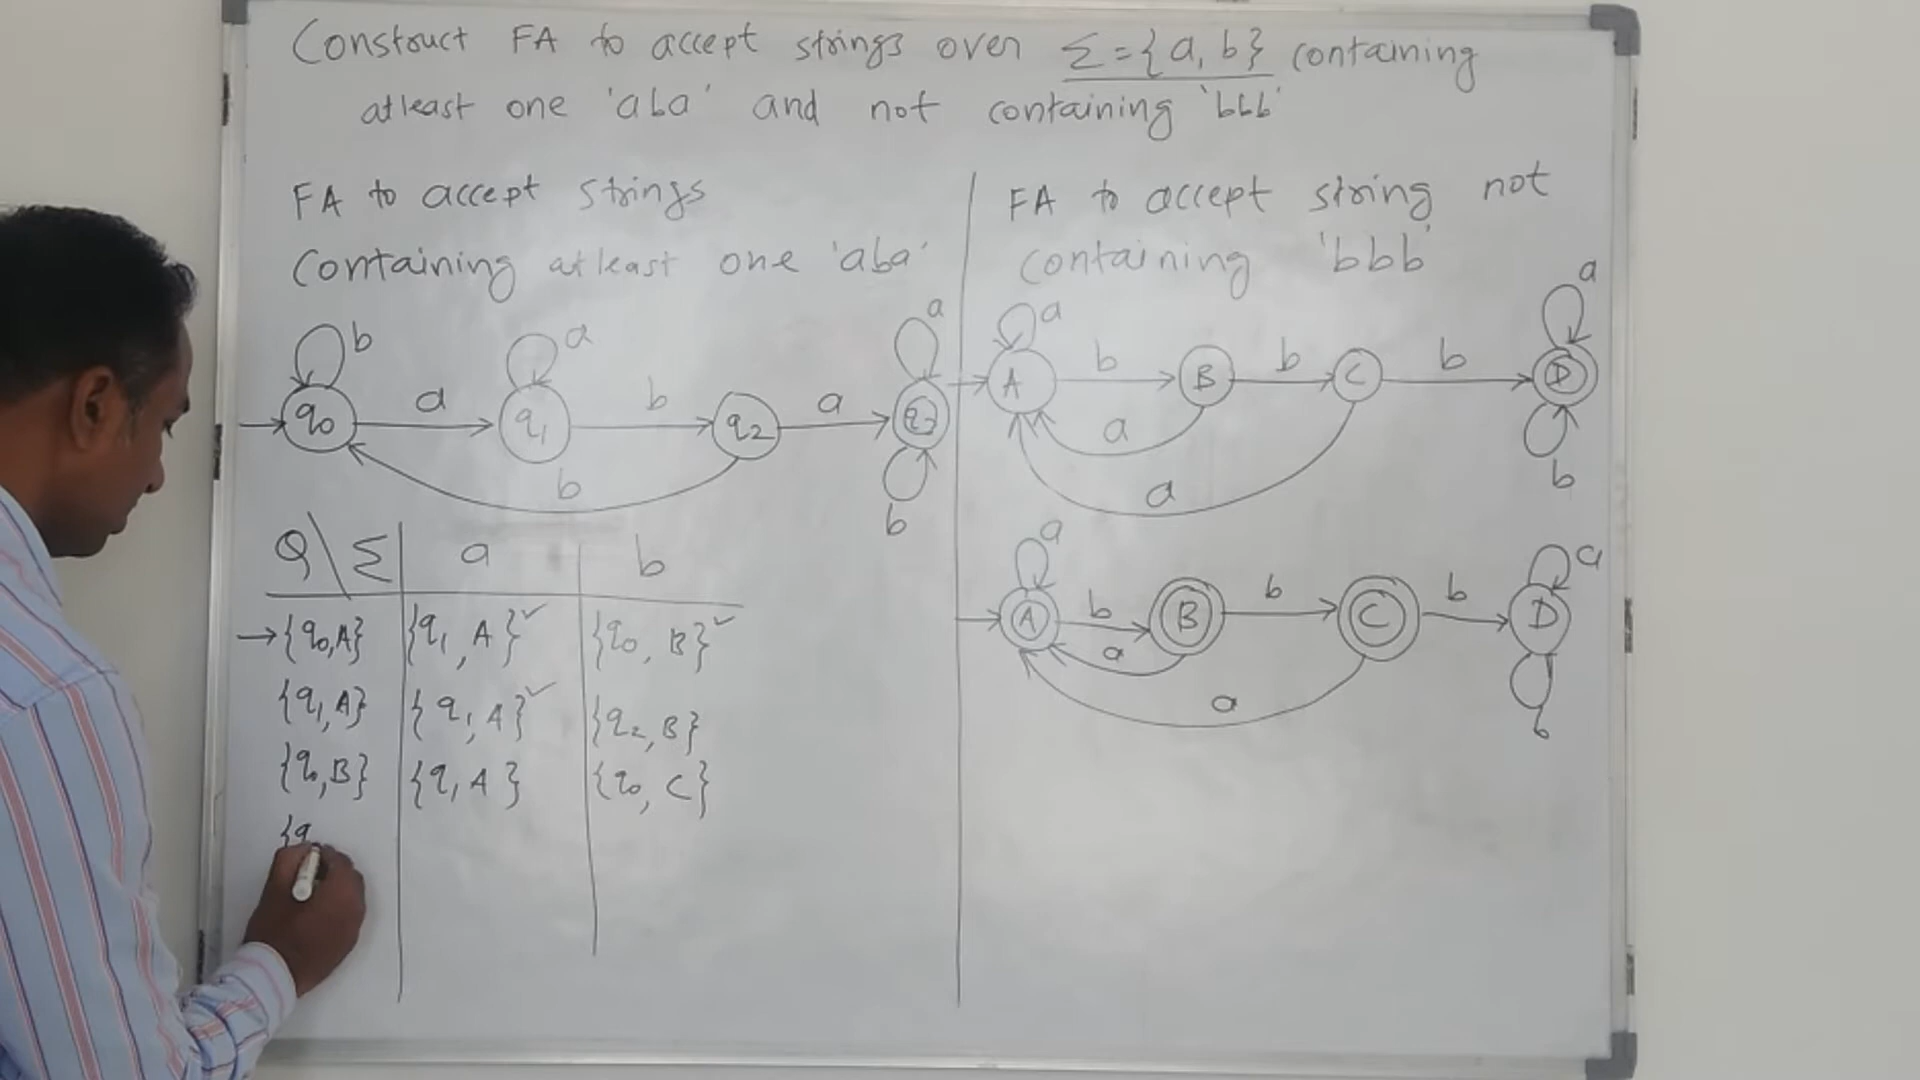 Construct FA to accept strings over Σ={a, b} containing
atleast one 'aba' and not containing 'bbb'
FA to accept strings
Containing atleast one 'aba'
b
a
a
q0
a
q1
b
q2
a
q3
b
b
Q\Σ
a
b
→{q0,A}
{q1,A}✓
{q0, B}✓
{q1,A}
{q1,A}✓
{q2,B}
{q0,B}
{q1A}
{q0, C}
{q
FA to accept string not
containing 'bbb'
a
a
A
b
B
b
C
b
D
a
a
b
a
a
A
b
B
b
C
b
D
a
a
b